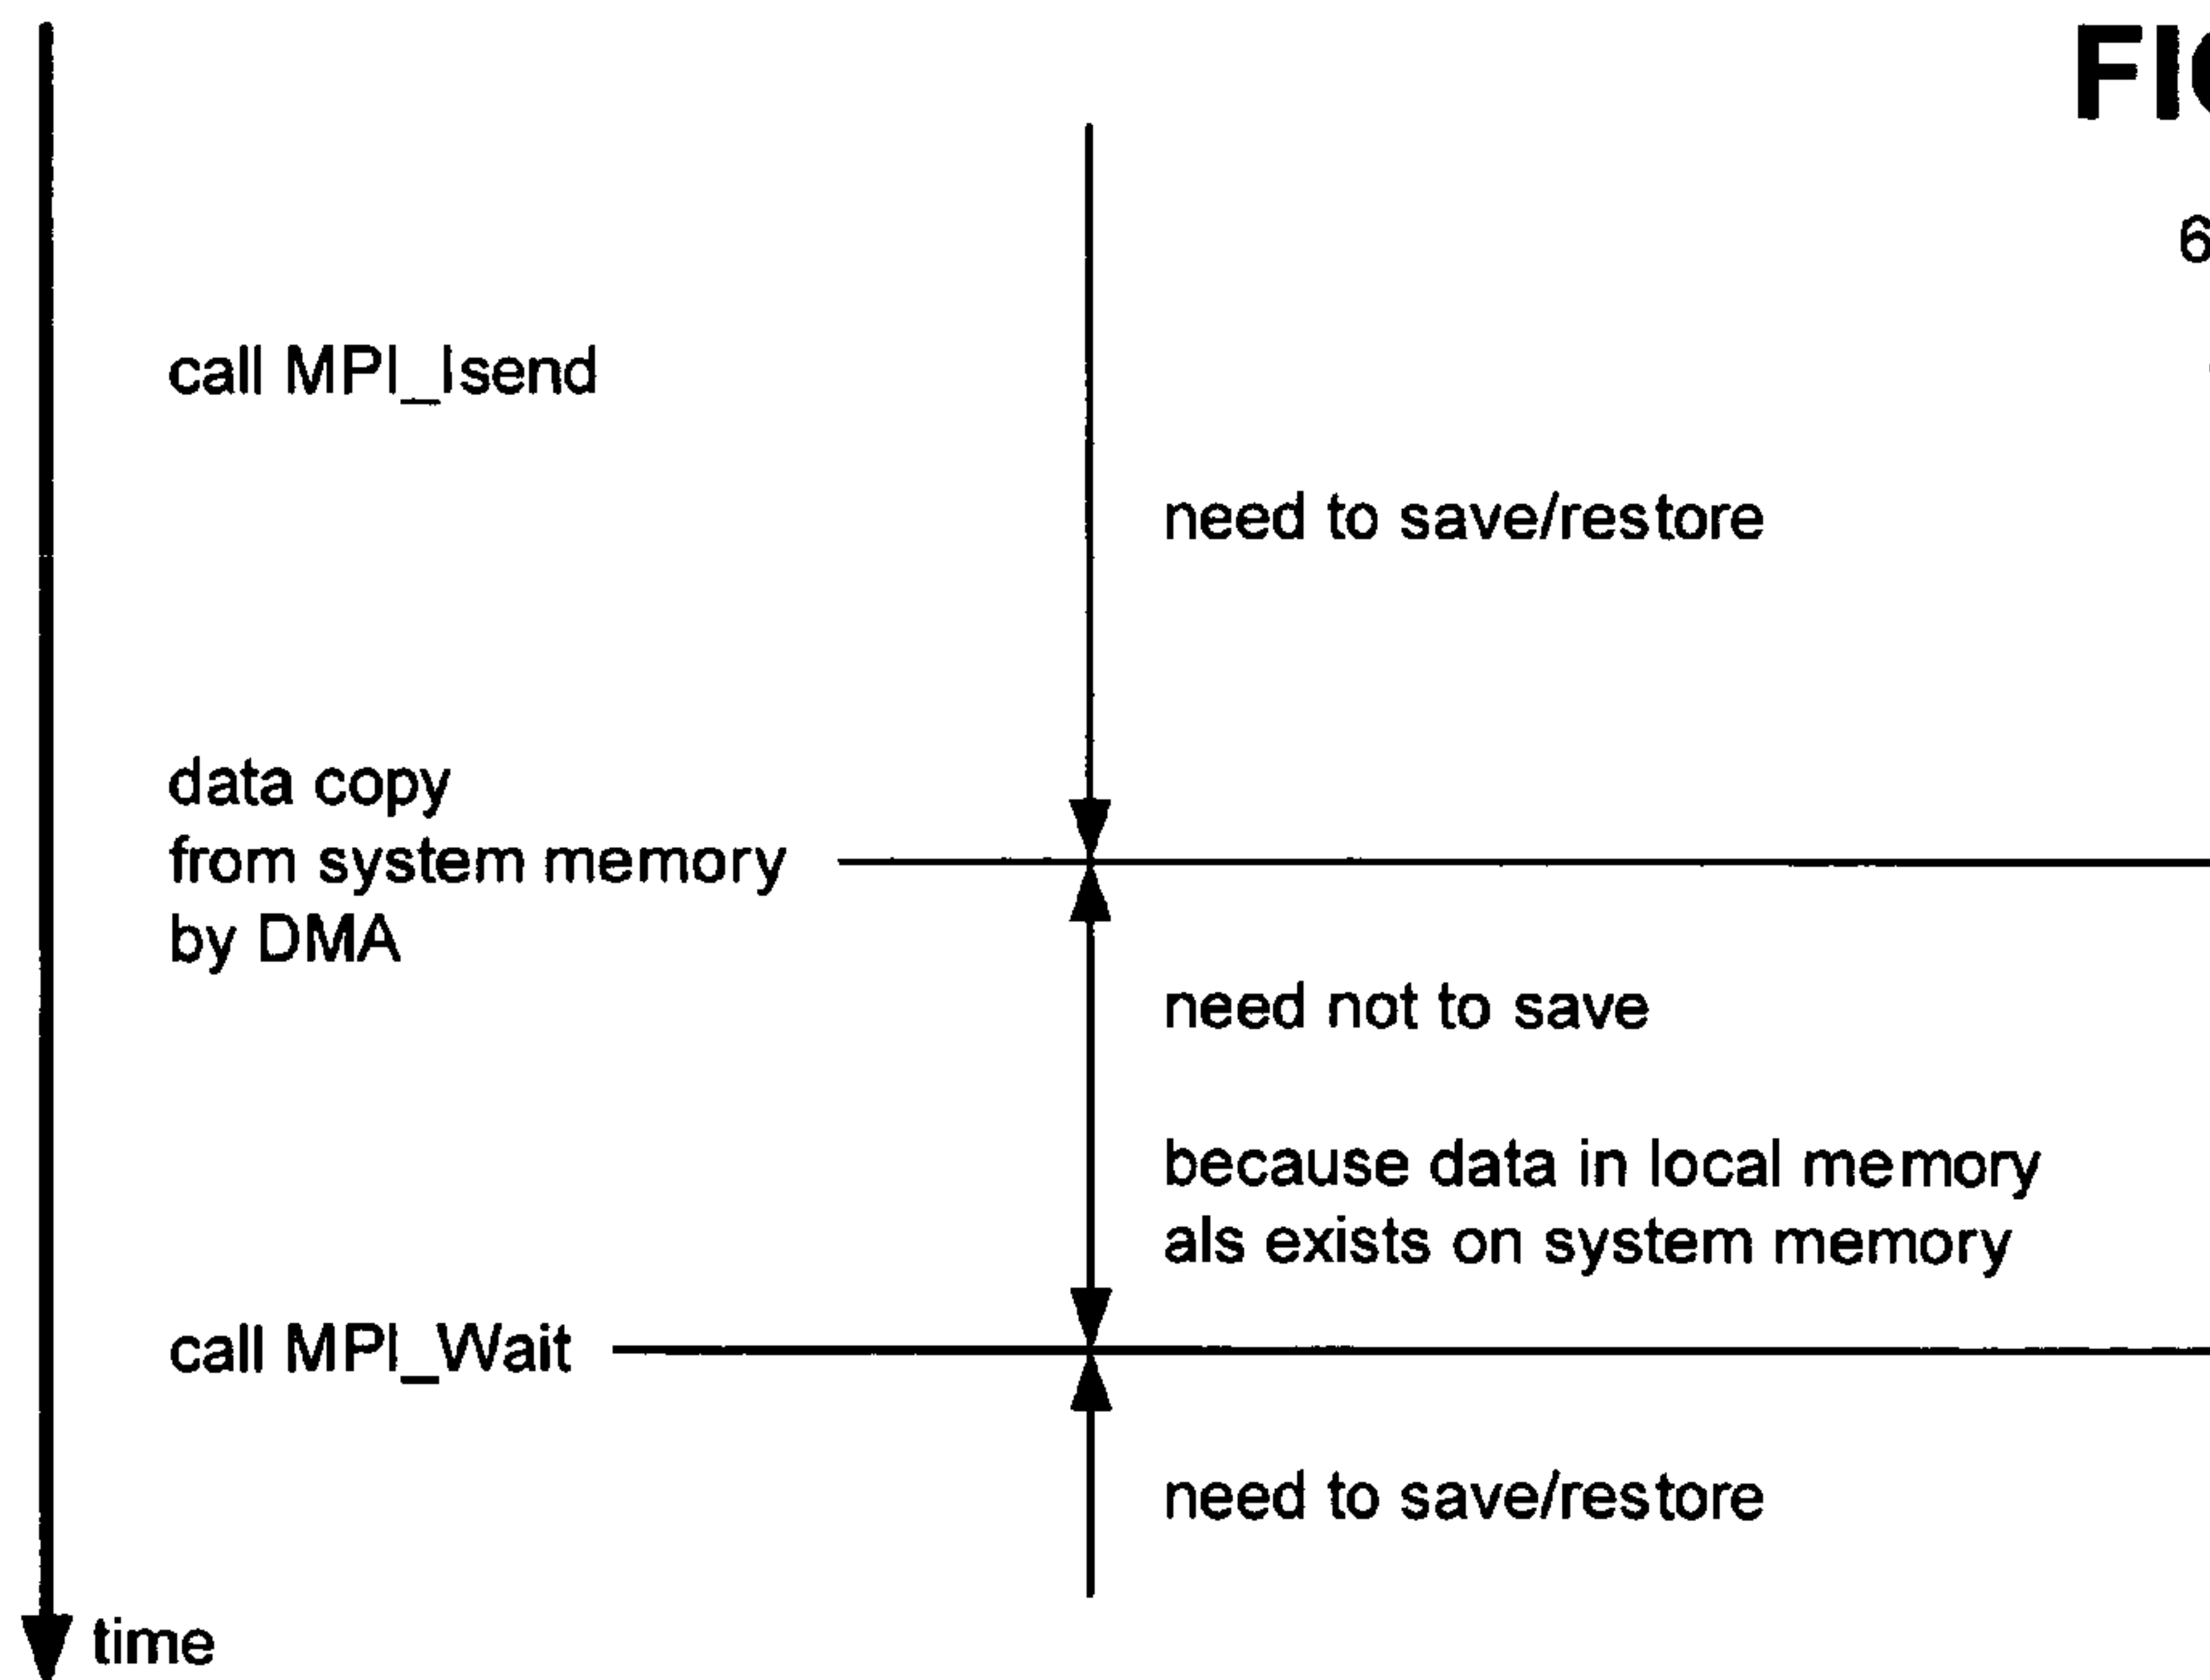 FIG
6
call MPI_Isend
need to save/restore
data copy
from system memory
by DMA
need not to save
because data in local memory
als exists on system memory
call MPI_Wait
need to save/restore
time